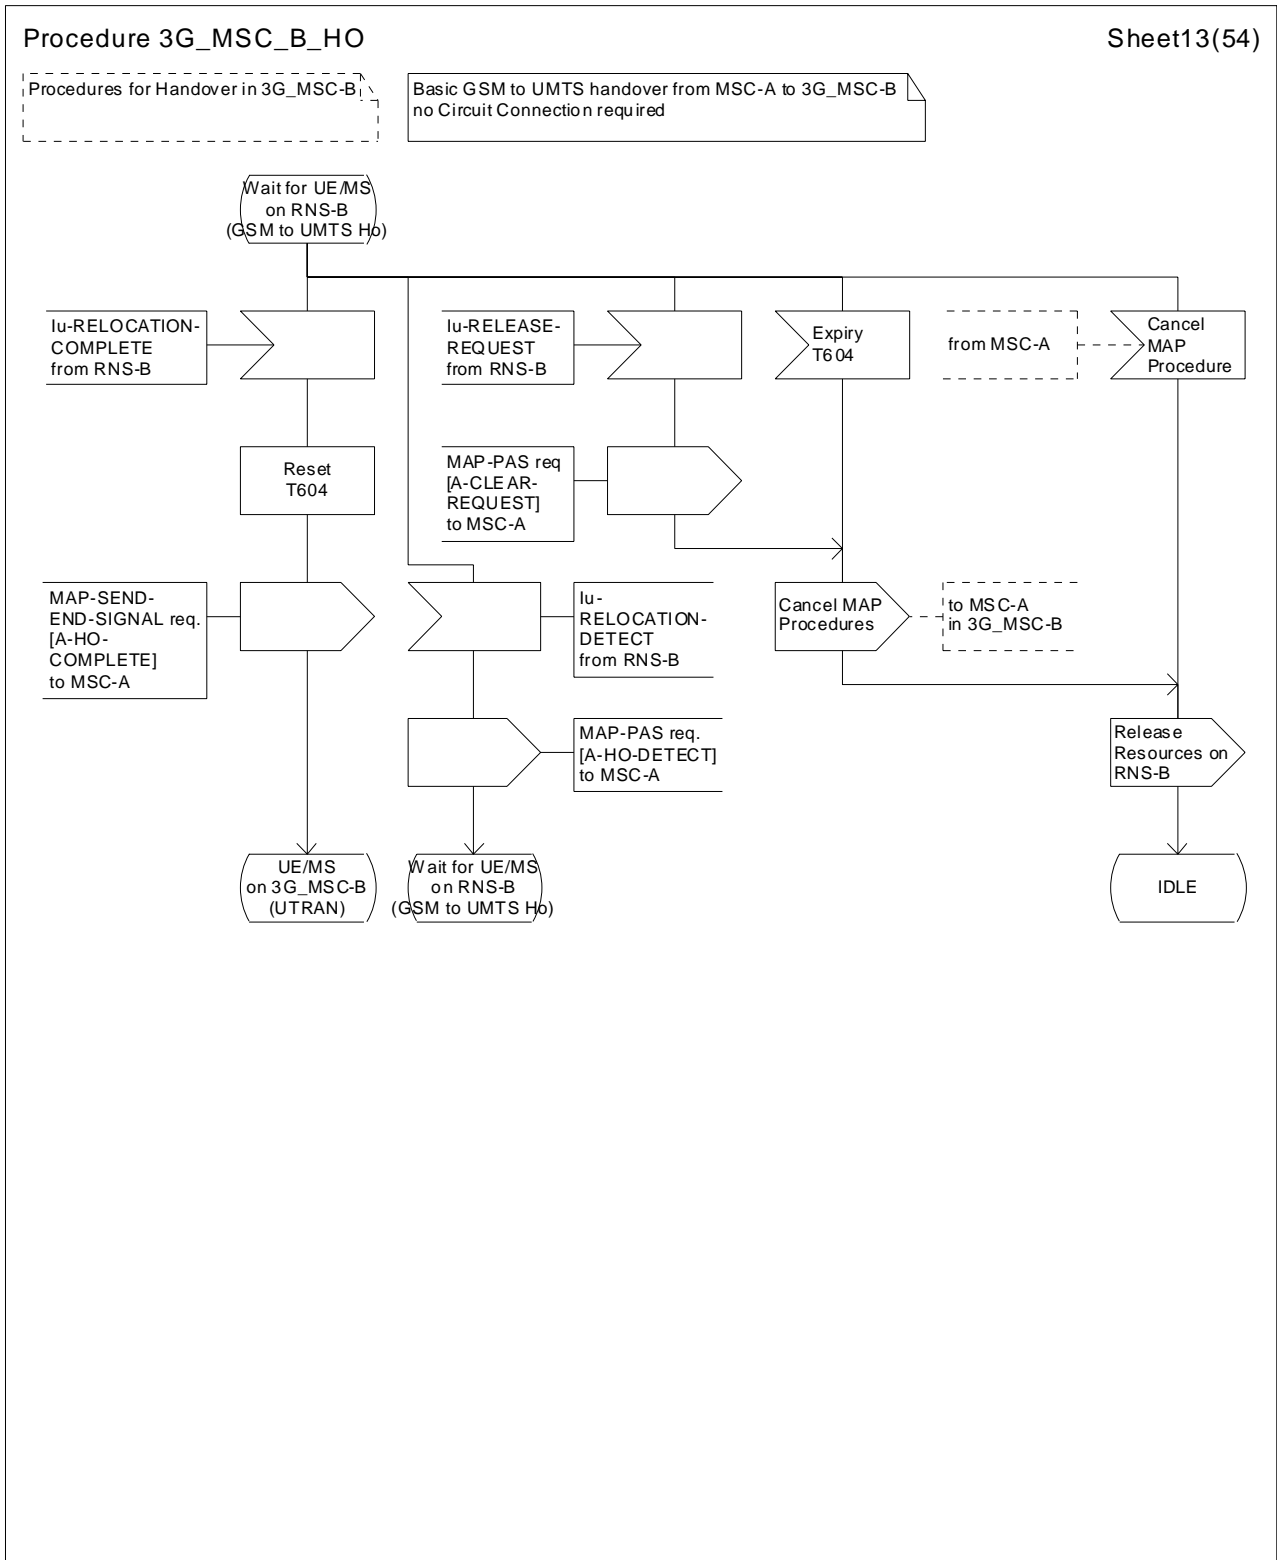 Procedure 3G_MSC_B_HO
Sheet13(54)
Procedures for Handover in 3G_MSC-B
Basic GSM to UMTS handover from MSC-A to 3G_MSC-B
no Circuit Connection required
Wait for UE/MS
on RNS-B
(GSM to UMTS Ho)
Iu-RELOCATION-
COMPLETE
from RNS-B
Iu-RELEASE-
REQUEST
from RNS-B
Expiry
T604
from MSC-A
Cancel
MAP
Procedure
Reset
T604
MAP-PAS req
[A-CLEAR-
REQUEST]
to MSC-A
MAP-SEND-
END-SIGNAL req.
[A-HO-
COMPLETE]
to MSC-A
Iu-
RELOCATION-
DETECT
from RNS-B
Cancel MAP
Procedures
to MSC-A
in 3G_MSC-B
MAP-PAS req.
[A-HO-DETECT]
to MSC-A
Release
Resources on
RNS-B
UE/MS
on 3G_MSC-B
(UTRAN)
Wait for UE/MS
on RNS-B
(GSM to UMTS Ho)
IDLE